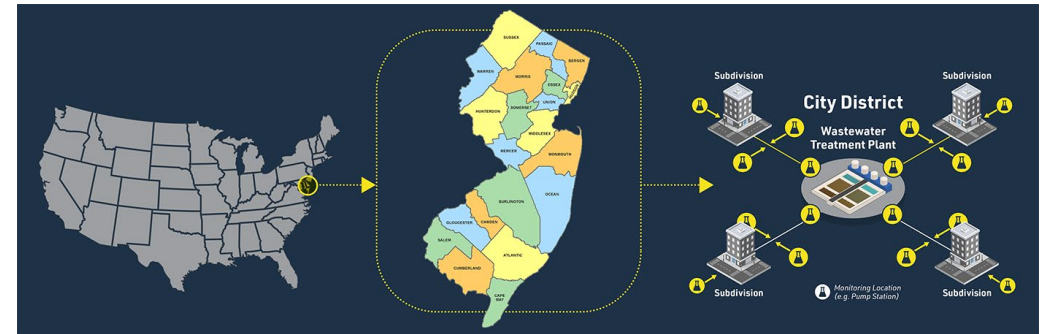 SUSSEX
PASSAIC
BERGEN
WARREN
MORRIS
ESSEX
HUNTERDON
SOMERSET
UNION
MIDDLESEX
MERCER
MONMOUTH
OCEAN
BURLINGTON
CAMDEN
GLOUCESTER
SALEM
ATLANTIC
CUMBERLAND
CAPE
MAY
Subdivision
Subdivision
City District
Wastewater
Treatment Plant
Subdivision
Monitoring Location
(e.g. Pump Station)
Subdivision